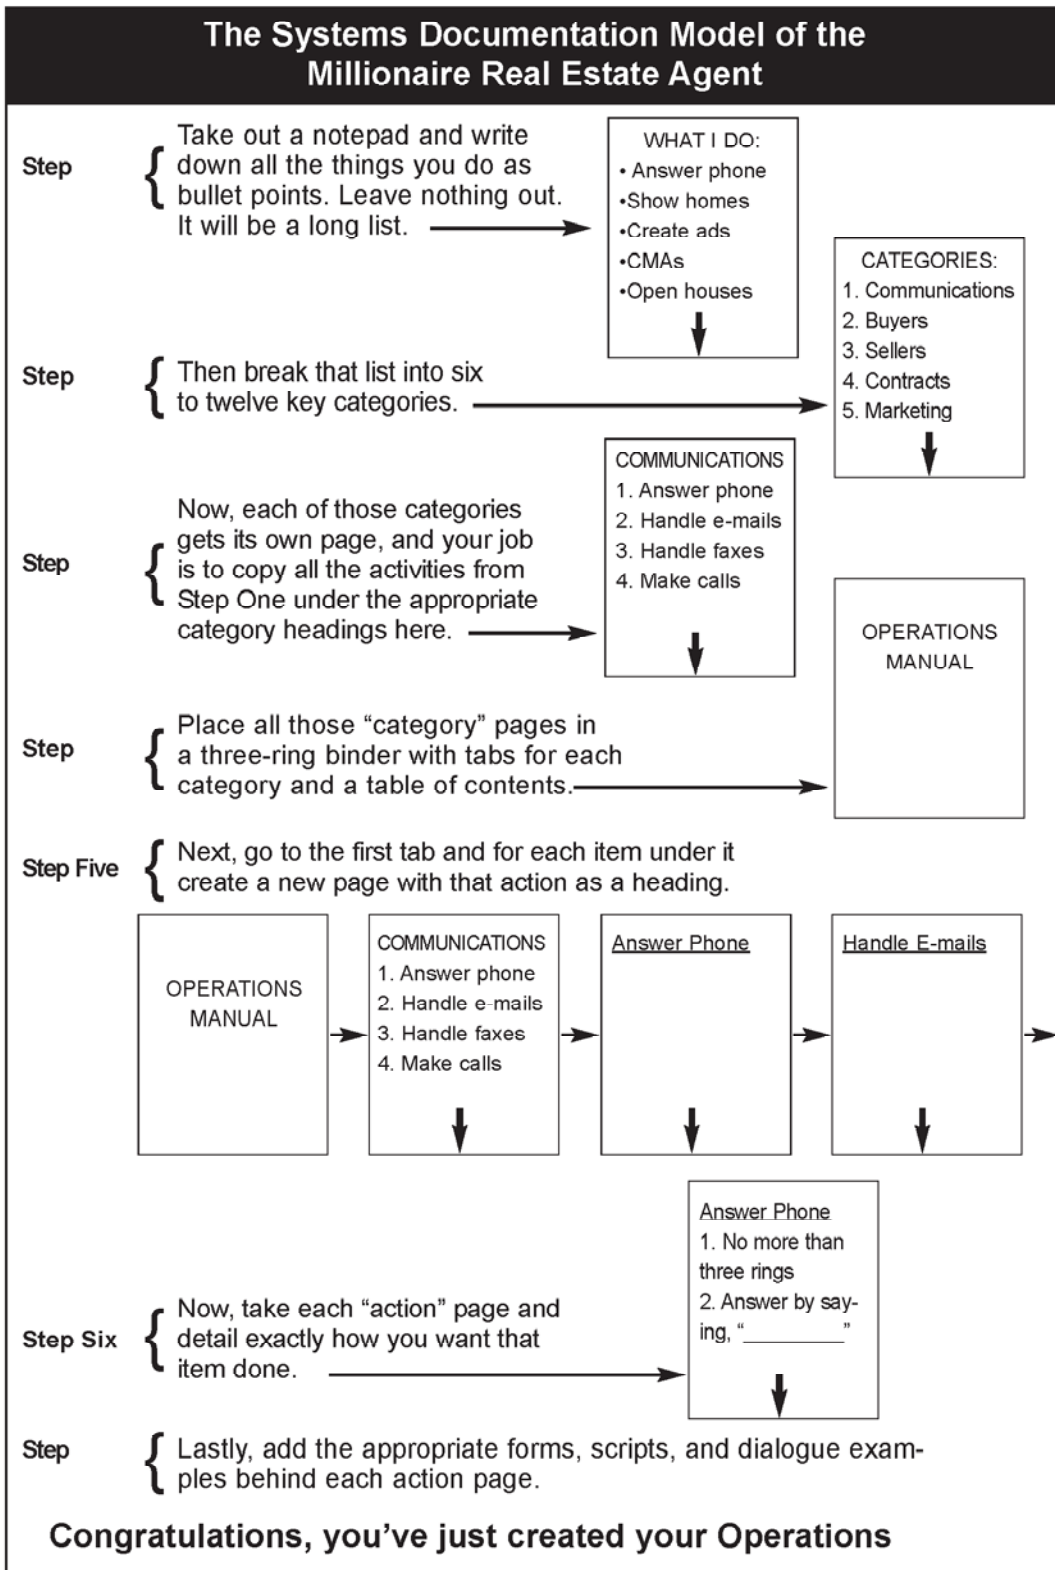 The Systems Documentation Model of the
Millionaire Real Estate Agent
Step
Take out a notepad and write
down all the things you do as
bullet points. Leave nothing out.
It will be a long list.
WHAT I DO:
• Answer phone
•Show homes
•Create ads
•CMAs
•Open houses
Step
Then break that list into six
to twelve key categories.
CATEGORIES:
1. Communications
2. Buyers
3. Sellers
4. Contracts
5. Marketing
Step
Now, each of those categories
gets its own page, and your job
is to copy all the activities from
Step One under the appropriate
category headings here.
COMMUNICATIONS
1. Answer phone
2. Handle e-mails
3. Handle faxes
4. Make calls
Step
Place all those “category” pages in
a three-ring binder with tabs for each
category and a table of contents.
OPERATIONS
MANUAL
Step Five
Next, go to the first tab and for each item under it
create a new page with that action as a heading.
OPERATIONS
MANUAL
COMMUNICATIONS
1. Answer phone
2. Handle e-mails
3. Handle faxes
4. Make calls
Answer Phone
Handle E-mails
Step Six
Now, take each “action” page and
detail exactly how you want that
item done.
Answer Phone
1. No more than
three rings
2. Answer by say-
ing, “_________”
Step
Lastly, add the appropriate forms, scripts, and dialogue exam-
ples behind each action page.
Congratulations, you’ve just created your Operations